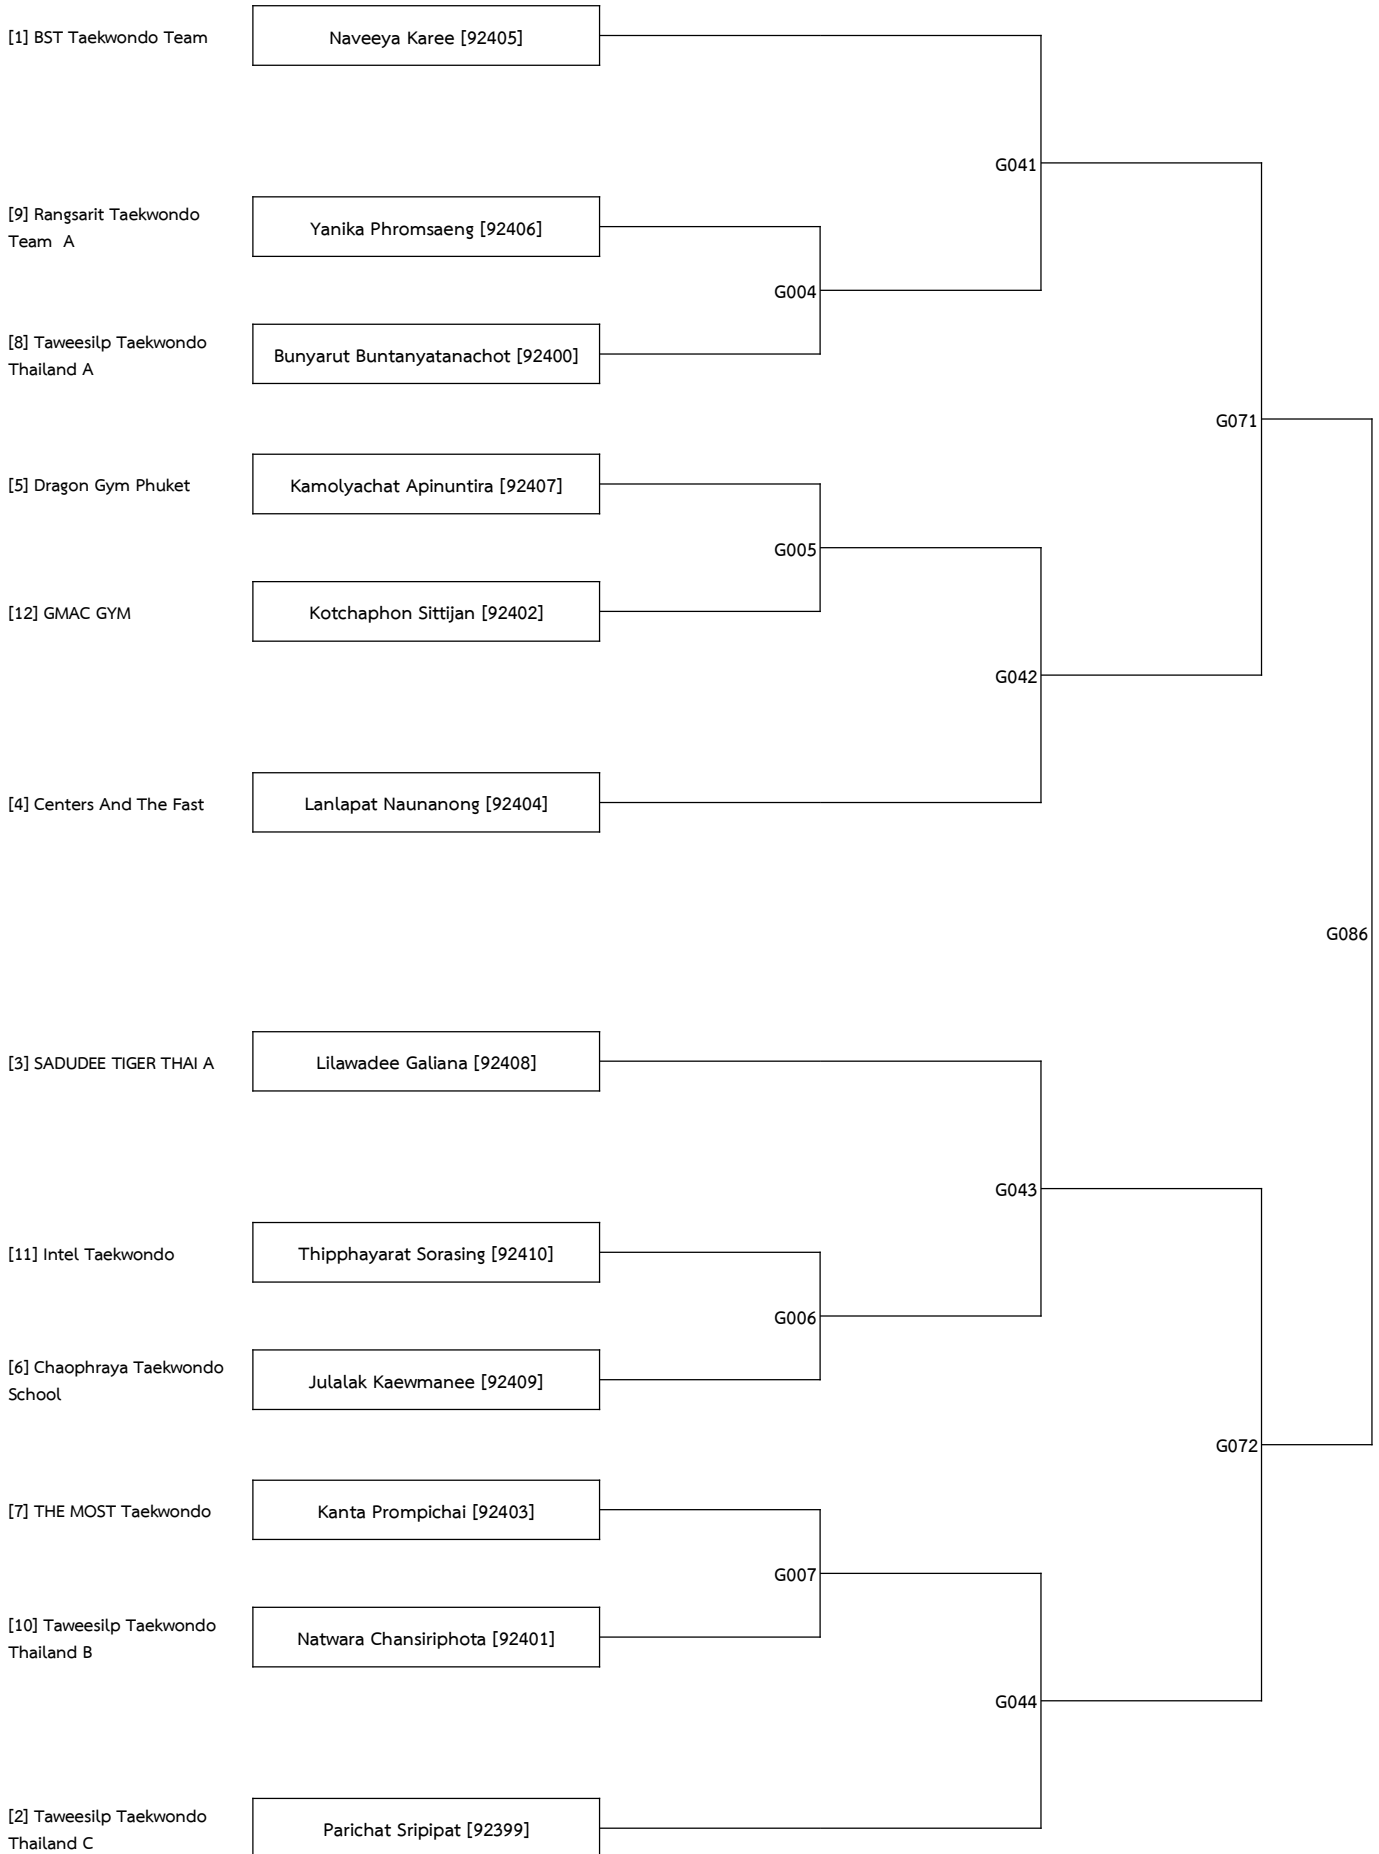 [1] BST Taekwondo Team
Naveeya Karee [92405]
G041
[9] Rangsarit Taekwondo
Team A
Yanika Phromsaeng [92406]
G004
[8] Taweesilp Taekwondo
Thailand A
Bunyarut Buntanyatanachot [92400]
G071
[5] Dragon Gym Phuket
Kamolyachat Apinuntira [92407]
G005
[12] GMAC GYM
Kotchaphon Sittijan [92402]
G042
[4] Centers And The Fast
Lanlapat Naunanong [92404]
G086
[3] SADUDEE TIGER THAI A
Lilawadee Galiana [92408]
G043
[11] Intel Taekwondo
Thipphayarat Sorasing [92410]
G006
[6] Chaophraya Taekwondo
School
Julalak Kaewmanee [92409]
G072
[7] THE MOST Taekwondo
Kanta Prompichai [92403]
G007
[10] Taweesilp Taekwondo
Thailand B
Natwara Chansiriphota [92401]
G044
[2] Taweesilp Taekwondo
Thailand C
Parichat Sripipat [92399]